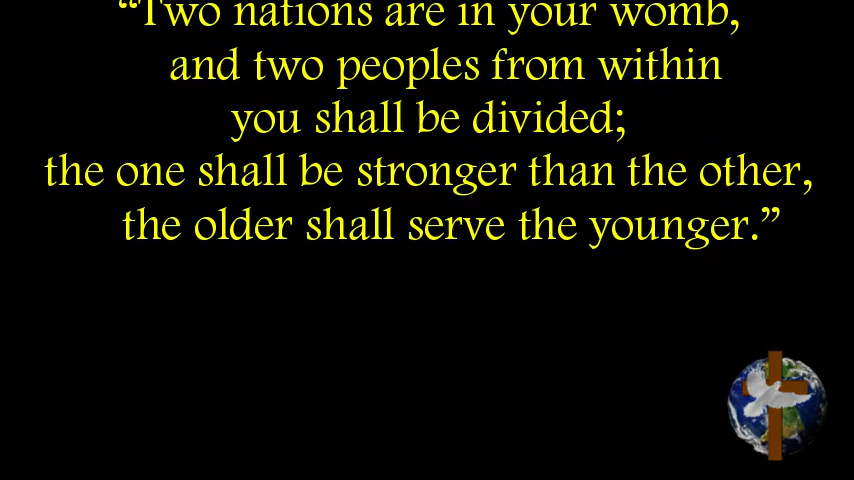 “Two nations are in your womb,
and two peoples from within
you shall be divided;
the one shall be stronger than the other,
the older shall serve the younger.”